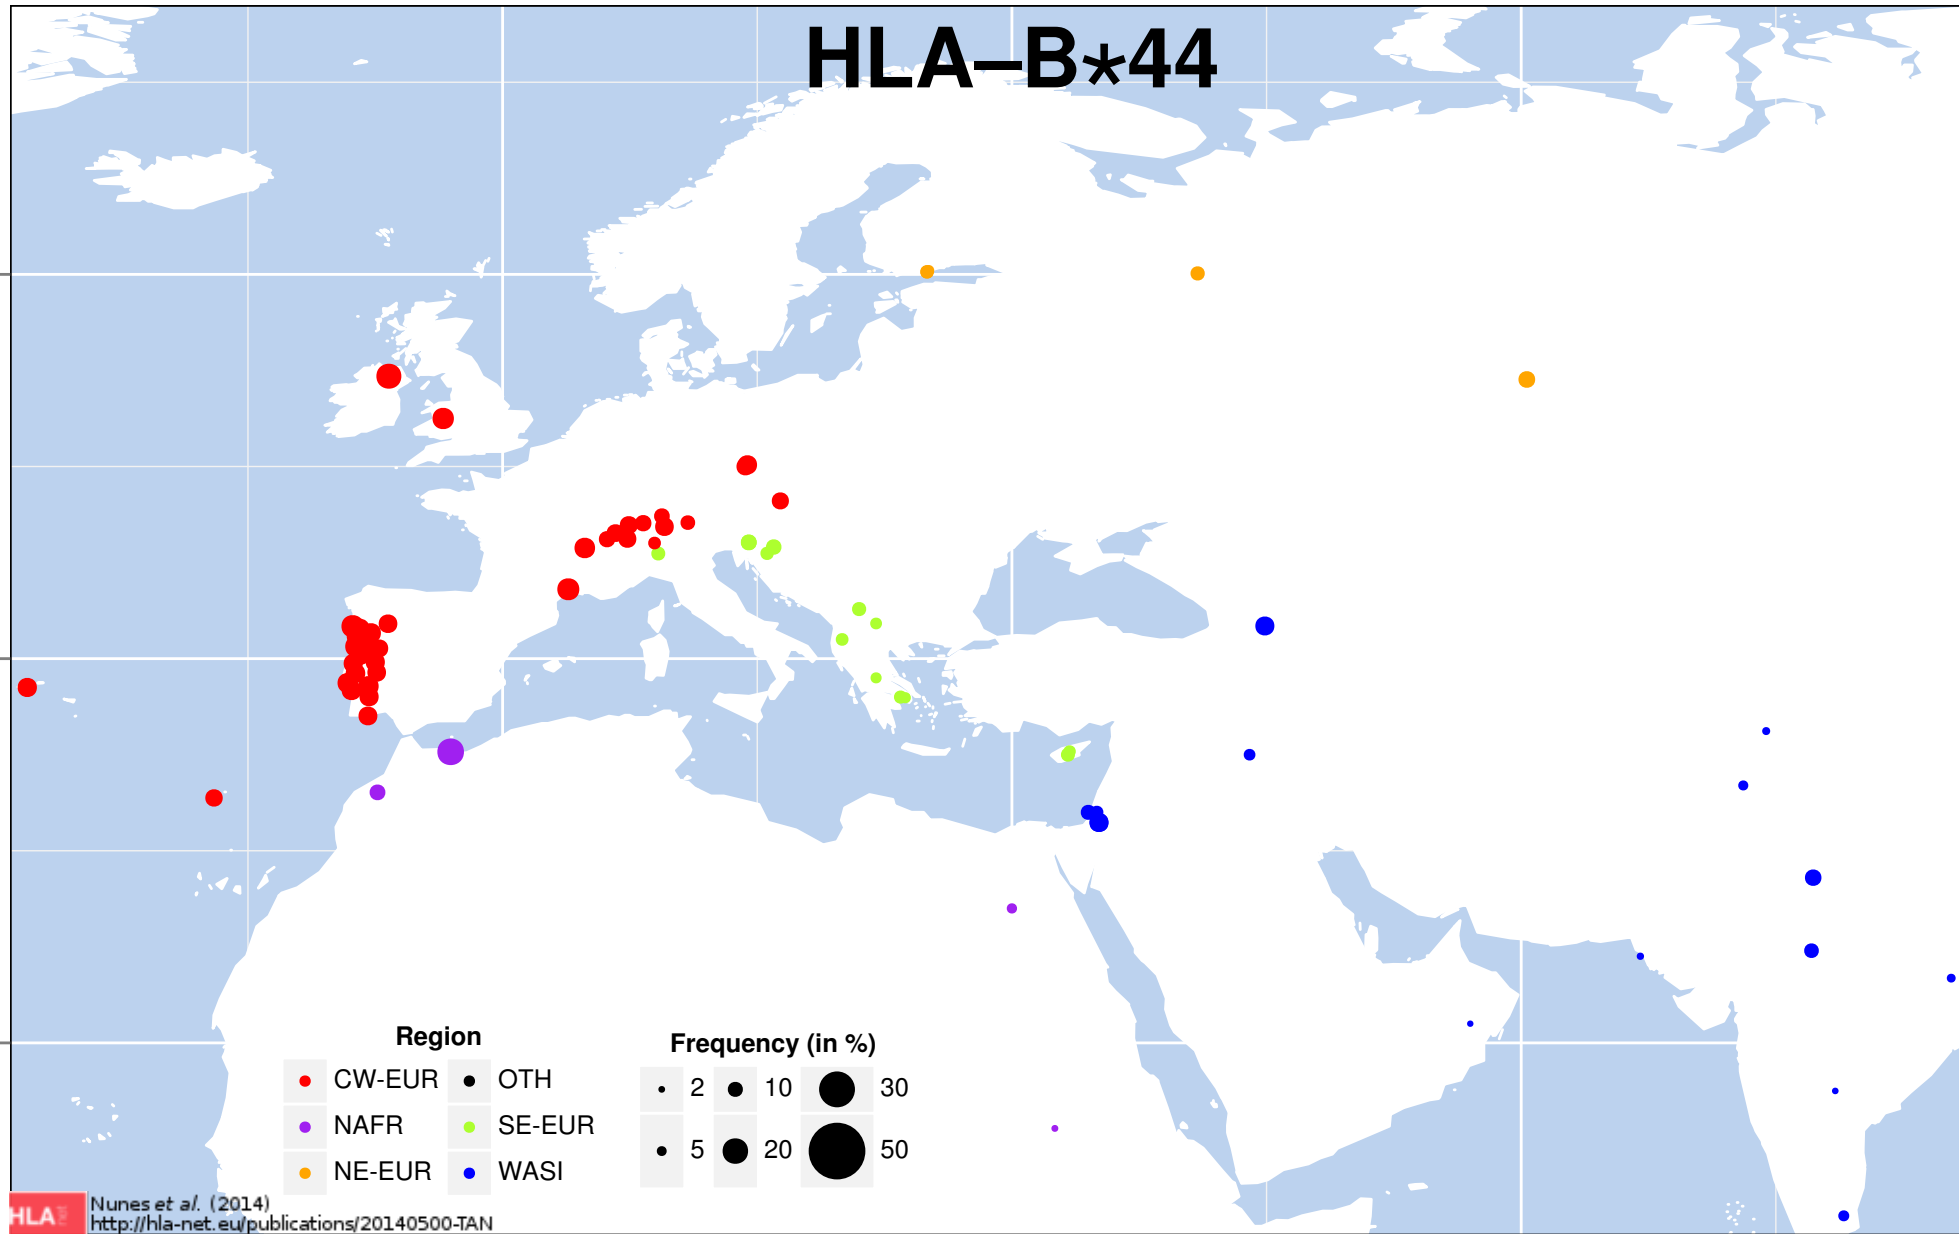 HLA–B∗44
Region
CW-EUR
OTH
NAFR
SE-EUR
NE-EUR
WASI
Frequency (in %)
2
10
30
5
20
50
HLA net
Nunes et al. (2014)
http://hla-net.eu/publications/20140500-TAN